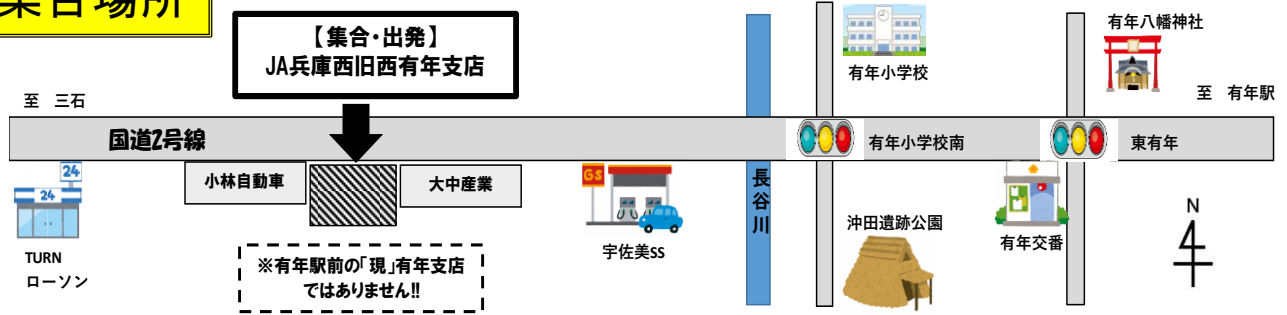 集合場所
【集合・出発】
JA兵庫西旧西有年支店
有年小学校
有年八幡神社
至 三石
至 有年駅
国道2号線
有年小学校南
東有年
24
24
小林自動車
大中産業
GS
長谷川
沖田遺跡公園
有年交番
N
TURN
ローソン
宇佐美SS
※有年駅前の「現」有年支店
ではありません!!